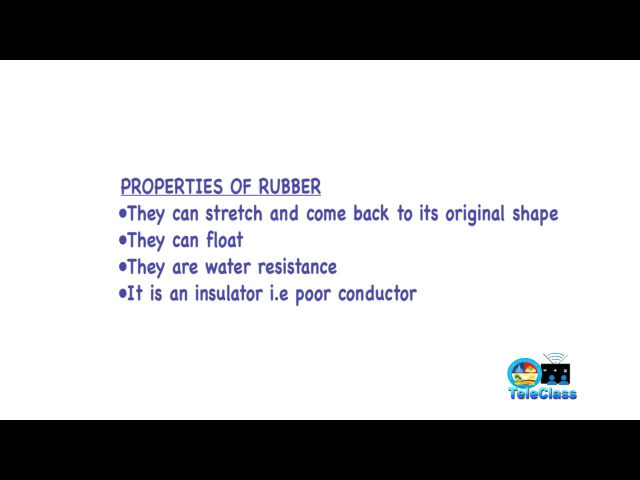 PROPERTIES OF RUBBER
•They can stretch and come back to its original shape
•They can float
•They are water resistance
•It is an insulator i.e poor conductor
TeleClass